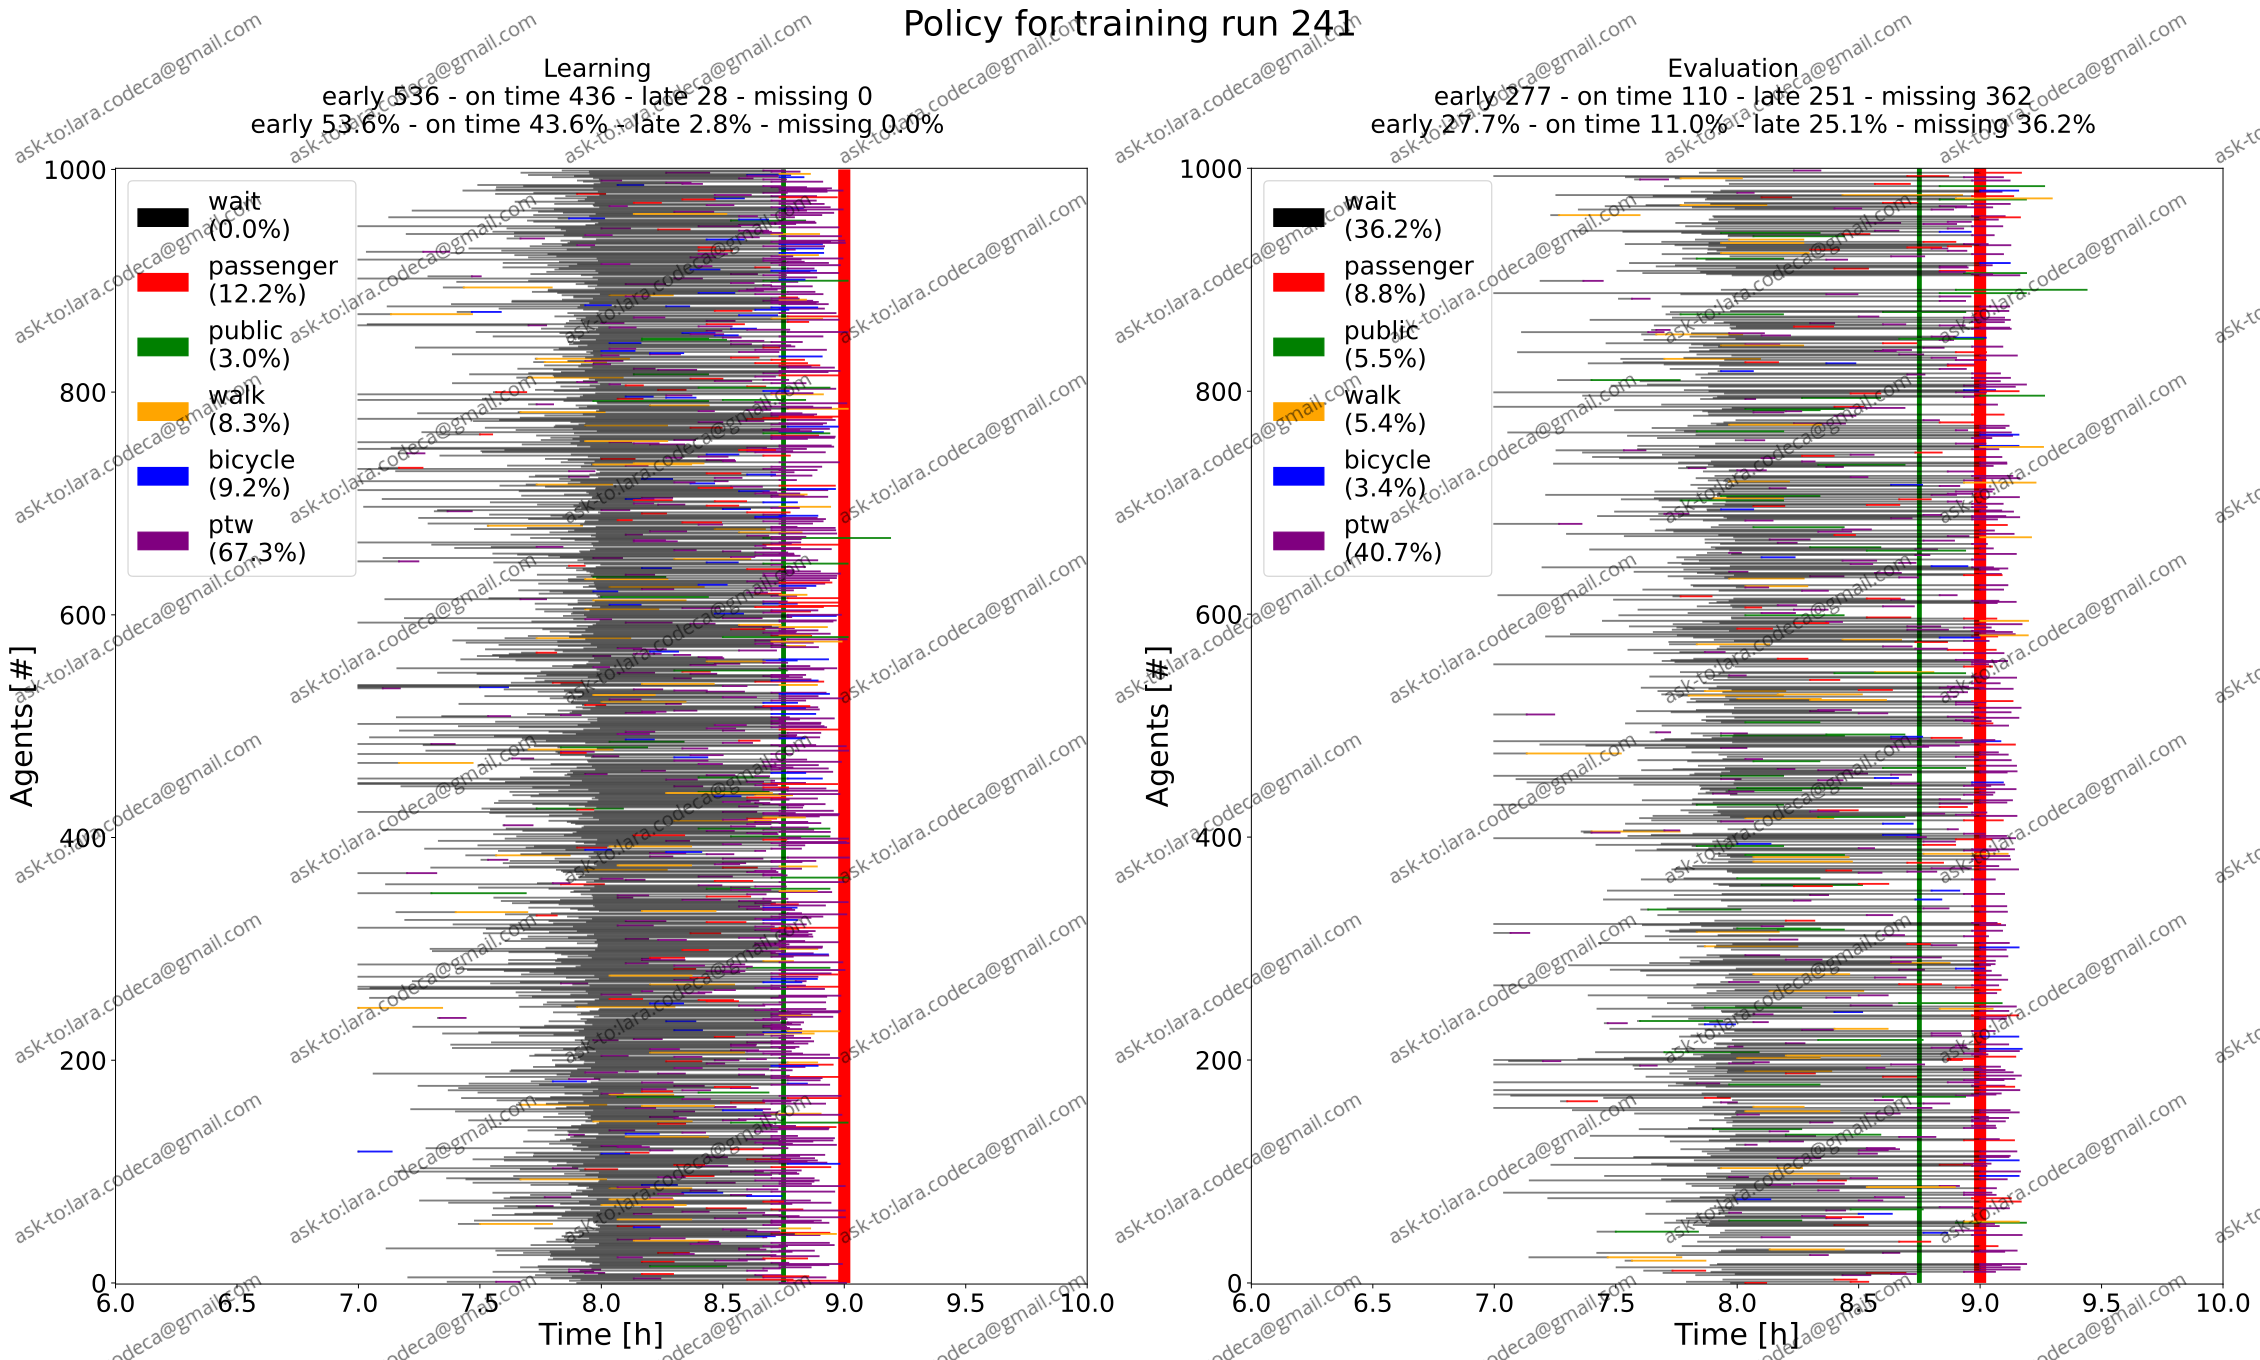 Policy for training run 241
Learning
early 536 - on time 436 - late 28 - missing 0
early 53.6% - on time 43.6% - late 2.8% - missing 0.0%
Evaluation
early 277 - on time 110 - late 251 - missing 362
early 27.7% - on time 11.0% - late 25.1% - missing 36.2%
wait
(0.0%)
passenger
(12.2%)
public
(3.0%)
walk
(8.3%)
bicycle
(9.2%)
ptw
(67.3%)
Agents [#]
1000
800
600
400
200
0
6.0 6.5 7.0 7.5 8.0 8.5 9.0 9.5 10.0
Time [h]
wait
(36.2%)
passenger
(8.8%)
public
(5.5%)
walk
(5.4%)
bicycle
(3.4%)
ptw
(40.7%)
Agents [#]
1000
800
600
400
200
0
6.0 6.5 7.0 7.5 8.0 8.5 9.0 9.5 10.0
Time [h]
ask-to:lara.codeca@gmail.com